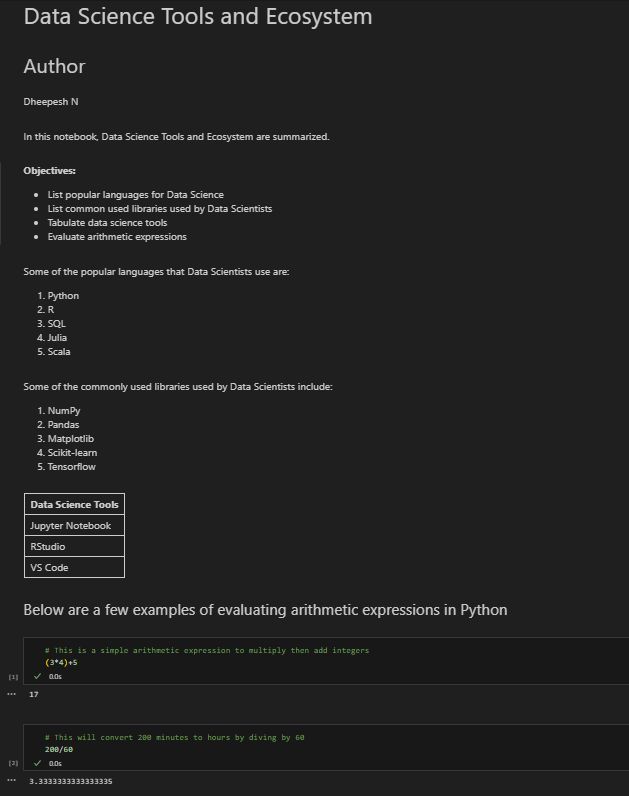 Data Science Tools and Ecosystem
Author
Dheepesh N
In this notebook, Data Science Tools and Ecosystem are summarized.
Objectives:
• List popular languages for Data Science
• List common used libraries used by Data Scientists
• Tabulate data science tools
• Evaluate arithmetic expressions
Some of the popular languages that Data Scientists use are:
1. Python
2. R
3. SQL
4. Julia
5. Scala
Some of the commonly used libraries used by Data Scientists include:
1. NumPy
2. Pandas
3. Matplotlib
4. Scikit-learn
5. Tensorflow
Data Science Tools
Jupyter Notebook
RStudio
VS Code
Below are a few examples of evaluating arithmetic expressions in Python
# This is a simple arithmetic expression to multiply then add integers
(3*4)+5
[1] ✓ 0.0s
... 17
# This will convert 200 minutes to hours by diving by 60
200/60
[2] ✓ 0.0s
... 3.3333333333333335